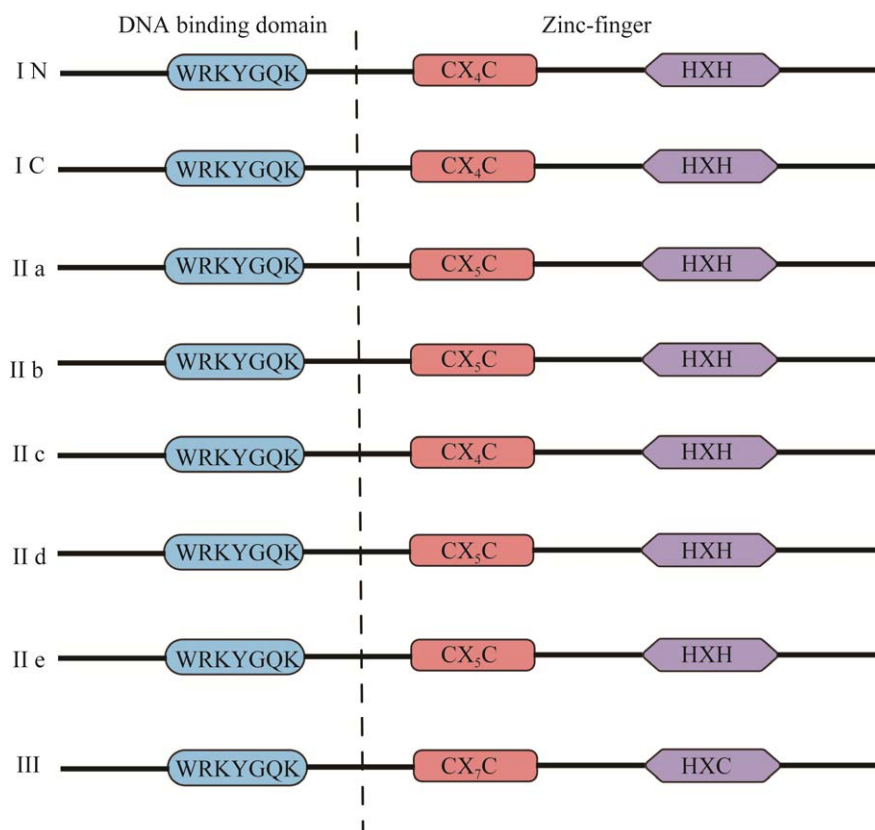 DNA binding domain Zinc-finger
I N WRKYGQK CX₄C HXH
I C WRKYGQK CX₄C HXH
II a WRKYGQK CX₅C HXH
II b WRKYGQK CX₅C HXH
II c WRKYGQK CX₄C HXH
II d WRKYGQK CX₅C HXH
II e WRKYGQK CX₅C HXH
III WRKYGQK CX₇C HXC